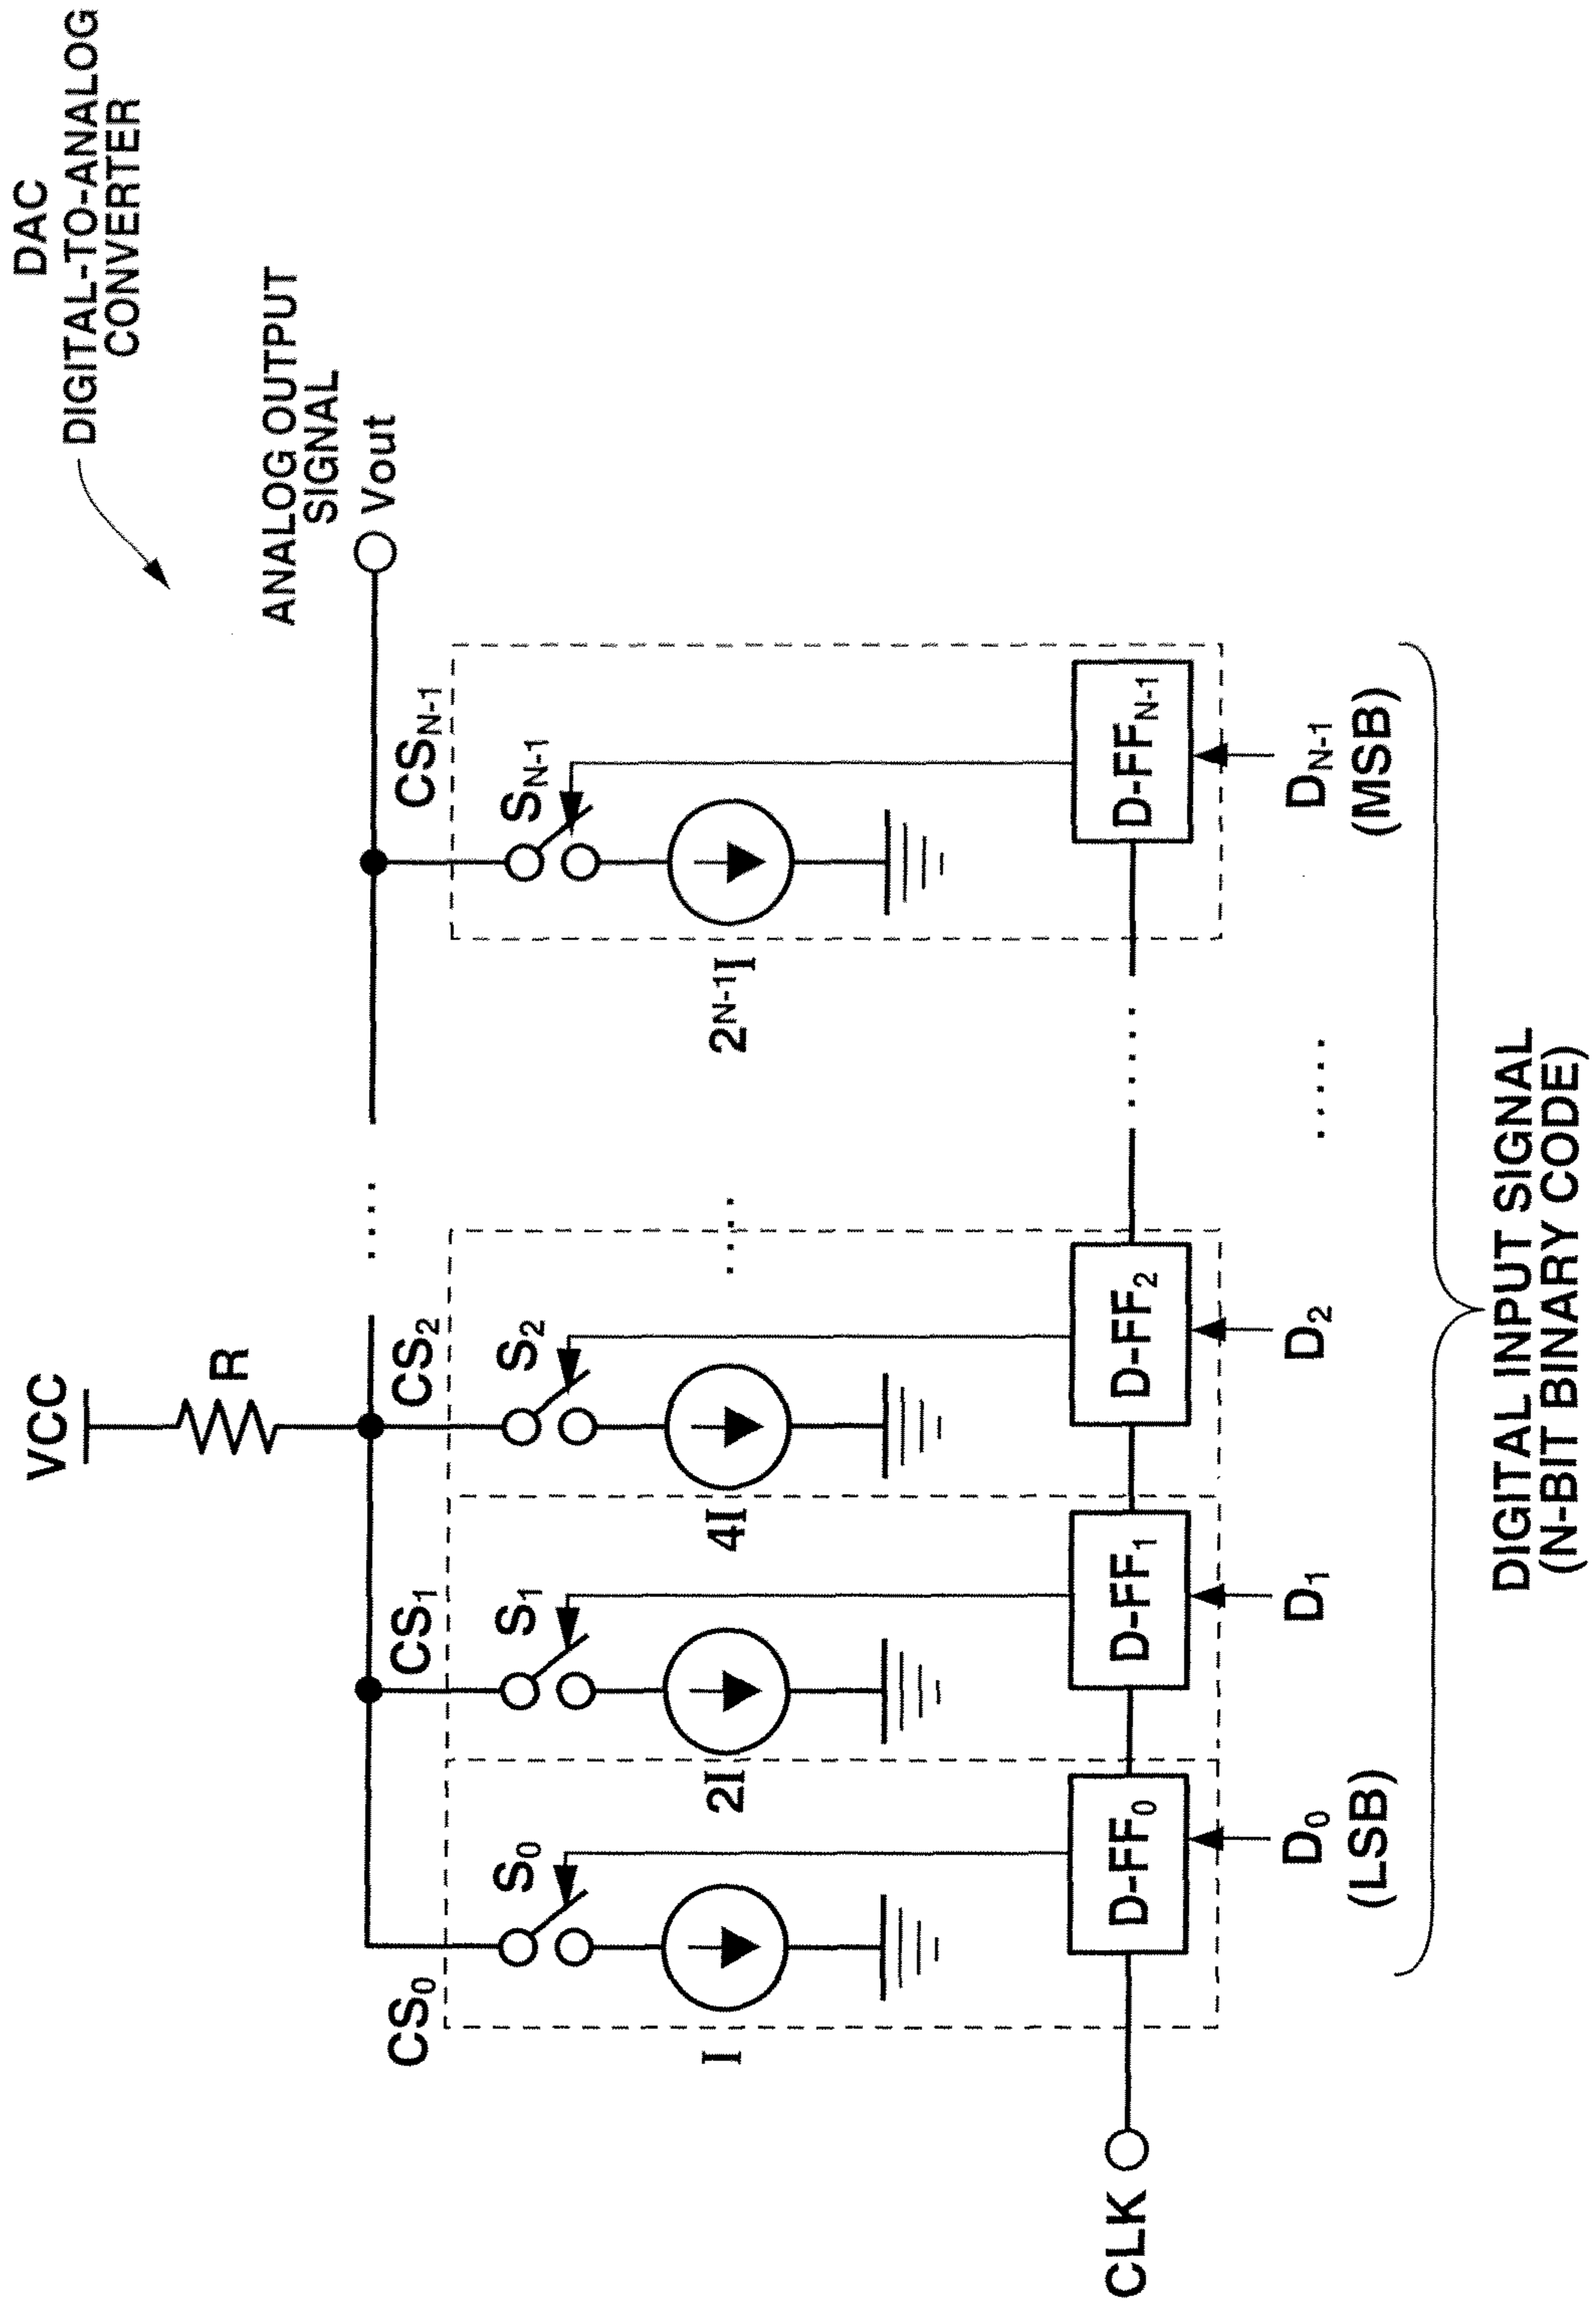 DAC
DIGITAL-TO-ANALOG
CONVERTER
VCC
R
ANALOG OUTPUT
SIGNAL
Vout
CS0
CS1
CS2
CSN-1
S0
S1
S2
SN-1
I
2I
4I
2N-1I
....
....
CLK
D-FF0
D-FF1
D-FF2
.....
D-FFN-1
D0
(LSB)
D1
D2
.....
DN-1
(MSB)
DIGITAL INPUT SIGNAL
(N-BIT BINARY CODE)